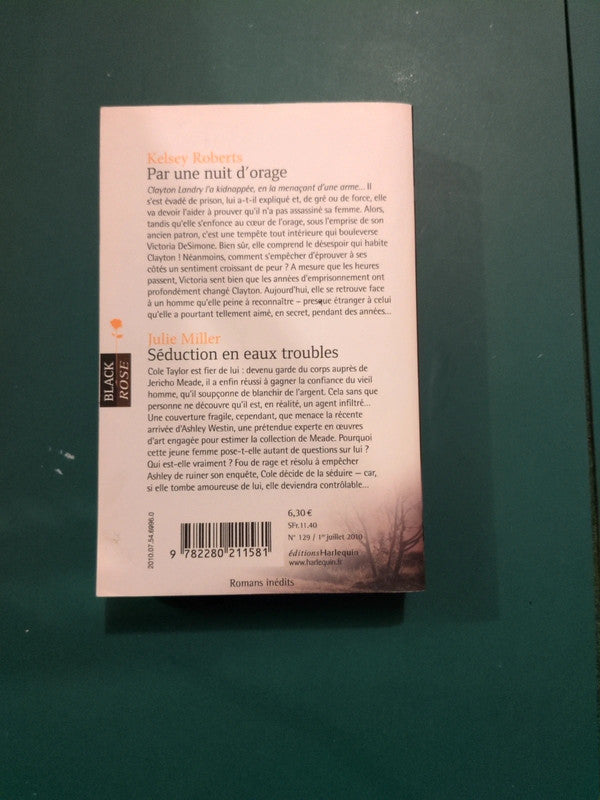 Kelsey Roberts
Par une nuit d'orage
Clayton Landry l'a kidnappée, en la menaçant d'une arme... Il
s'est évadé de prison, lui a-t-il expliqué et, de gré ou de force, elle
va devoir l'aider à prouver qu'il n'a pas assassiné sa femme. Alors,
tandis qu'elle s'enfonce au cœur de l'orage, sous l'emprise de son
ancien patron, c'est une tempête tout intérieure qui bouleverse
Victoria DeSimone. Bien sûr, elle comprend le désespoir qui habite
Clayton ! Néanmoins, comment s'empêcher d'éprouver à ses
côtés un sentiment croissant de peur ? A mesure que les heures
passent, Victoria sent bien que les années d'emprisonnement ont
profondément changé Clayton. Aujourd'hui, elle se retrouve face
à un homme qu'elle peine à reconnaître – presque étranger à celui
qu'elle a pourtant tellement aimé, en secret, pendant des années...
Julie Miller
Séduction en eaux troubles
Cole Taylor est fier de lui : devenu garde du corps auprès de
Jericho Meade, il a enfin réussi à gagner la confiance du vieil
homme, qu'il soupçonne de blanchir de l'argent. Cela sans que
personne ne découvre qu'il est, en réalité, un agent infiltré...
Une couverture fragile, cependant, que menace la récente
arrivée d'Ashley Westin, une prétendue experte en œuvres
d'art engagée pour estimer la collection de Meade. Pourquoi
cette jeune femme pose-t-elle autant de questions sur lui ?
Qui est-elle vraiment ? Fou de rage et résolu à empêcher
Ashley de ruiner son enquête, Cole décide de la séduire — car,
si elle tombe amoureuse de lui, elle deviendra contrôlable...
BLACK
ROSE
2010.07.54.6996.0
9 782280 211581
6,30 €
SFr.11.40
N° 129 / 1er juillet 2010
éditionsHarlequin
www.harlequin.fr
Romans inédits